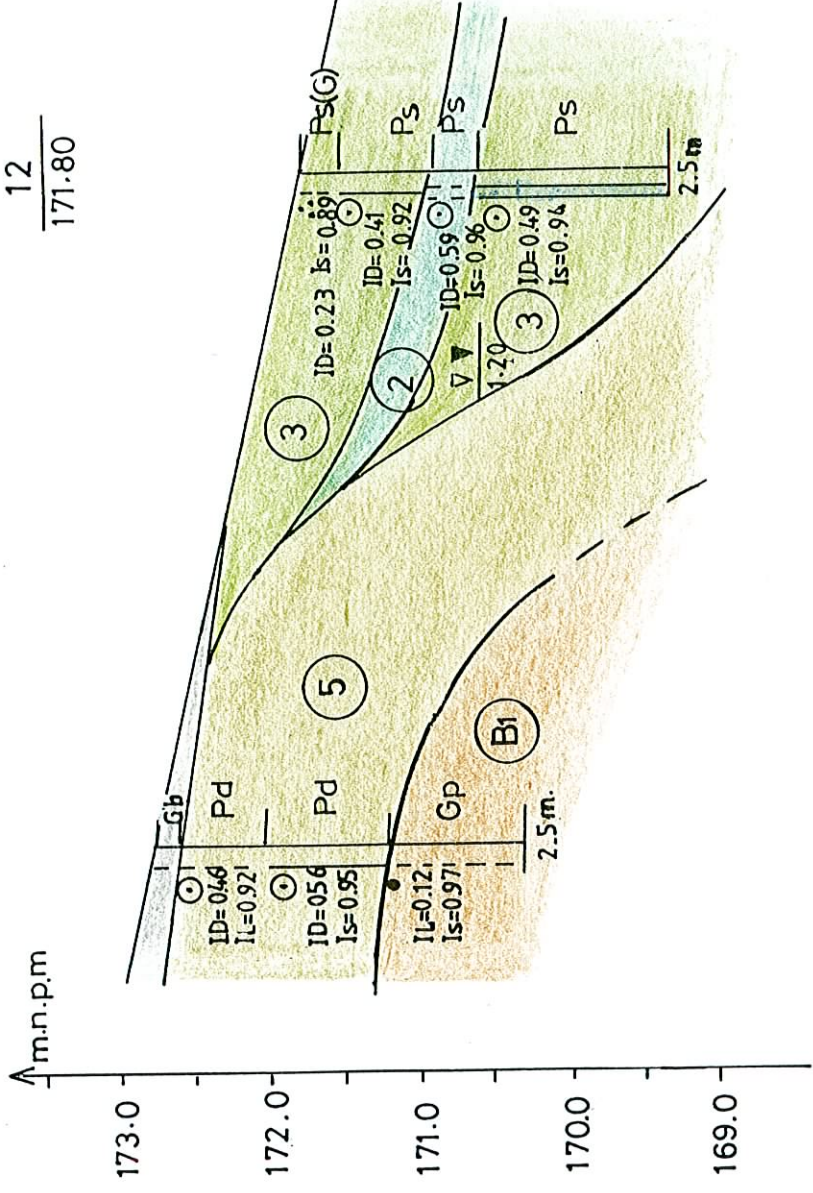 m.n.p.m
173.0
172.0
171.0
170.0
169.0
Gb
Pd
ID=0.46
IL=0.92
Pd
ID=0.56
Is=0.95
Gp
IL=0.12
Is=0.97
2.5m.
5
B1
12
171.80
Ps(G)
ID=0.23 Is=0.89
Ps
ID=0.41
Is=0.92
Ps
ID=0.59
Is=0.96
Ps
ID=0.49
Is=0.94
2.5m
3
2
1.20
3